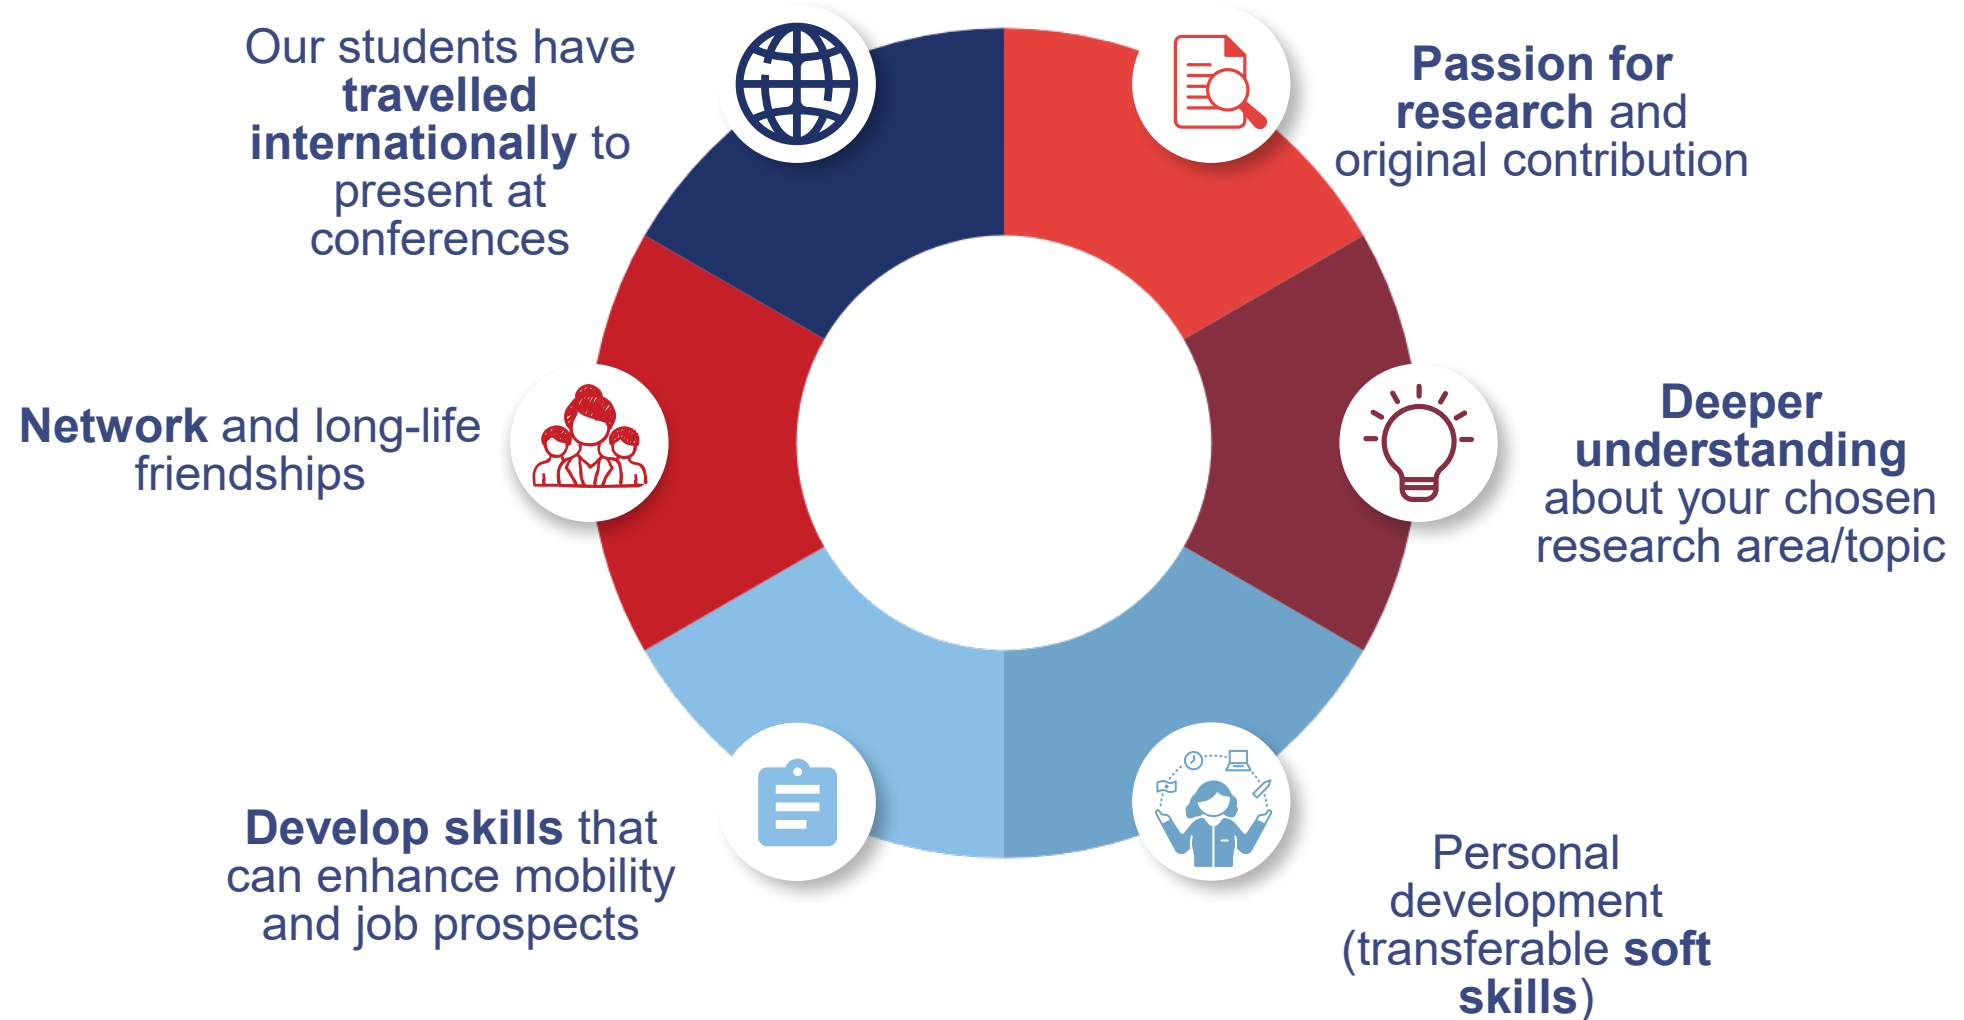 Our students have
travelled
internationally to
present at
conferences
Passion for
research and
original contribution
Network and long-life
friendships
Deeper
understanding
about your chosen
research area/topic
Develop skills that
can enhance mobility
and job prospects
Personal
development
(transferable soft
skills)